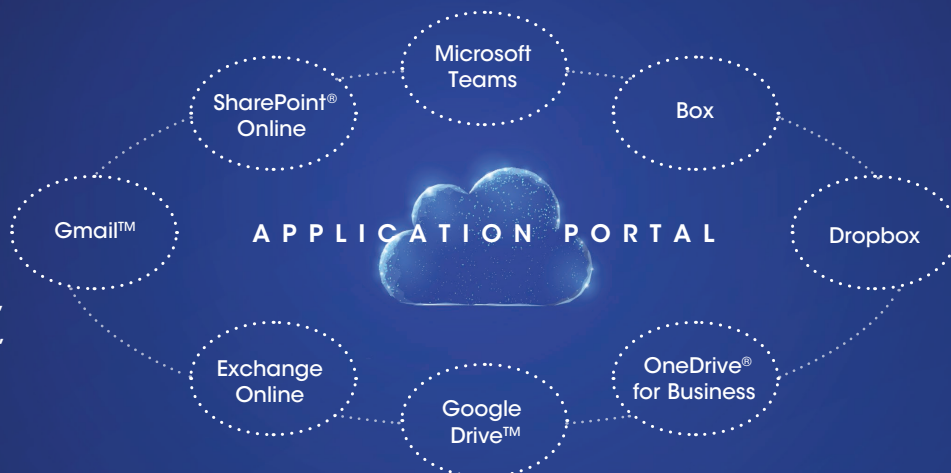 Microsoft
Teams
SharePoint®
Online
Box
Gmail™
APPLICATION PORTAL
Dropbox
Exchange
Online
OneDrive®
for Business
Google
Drive™